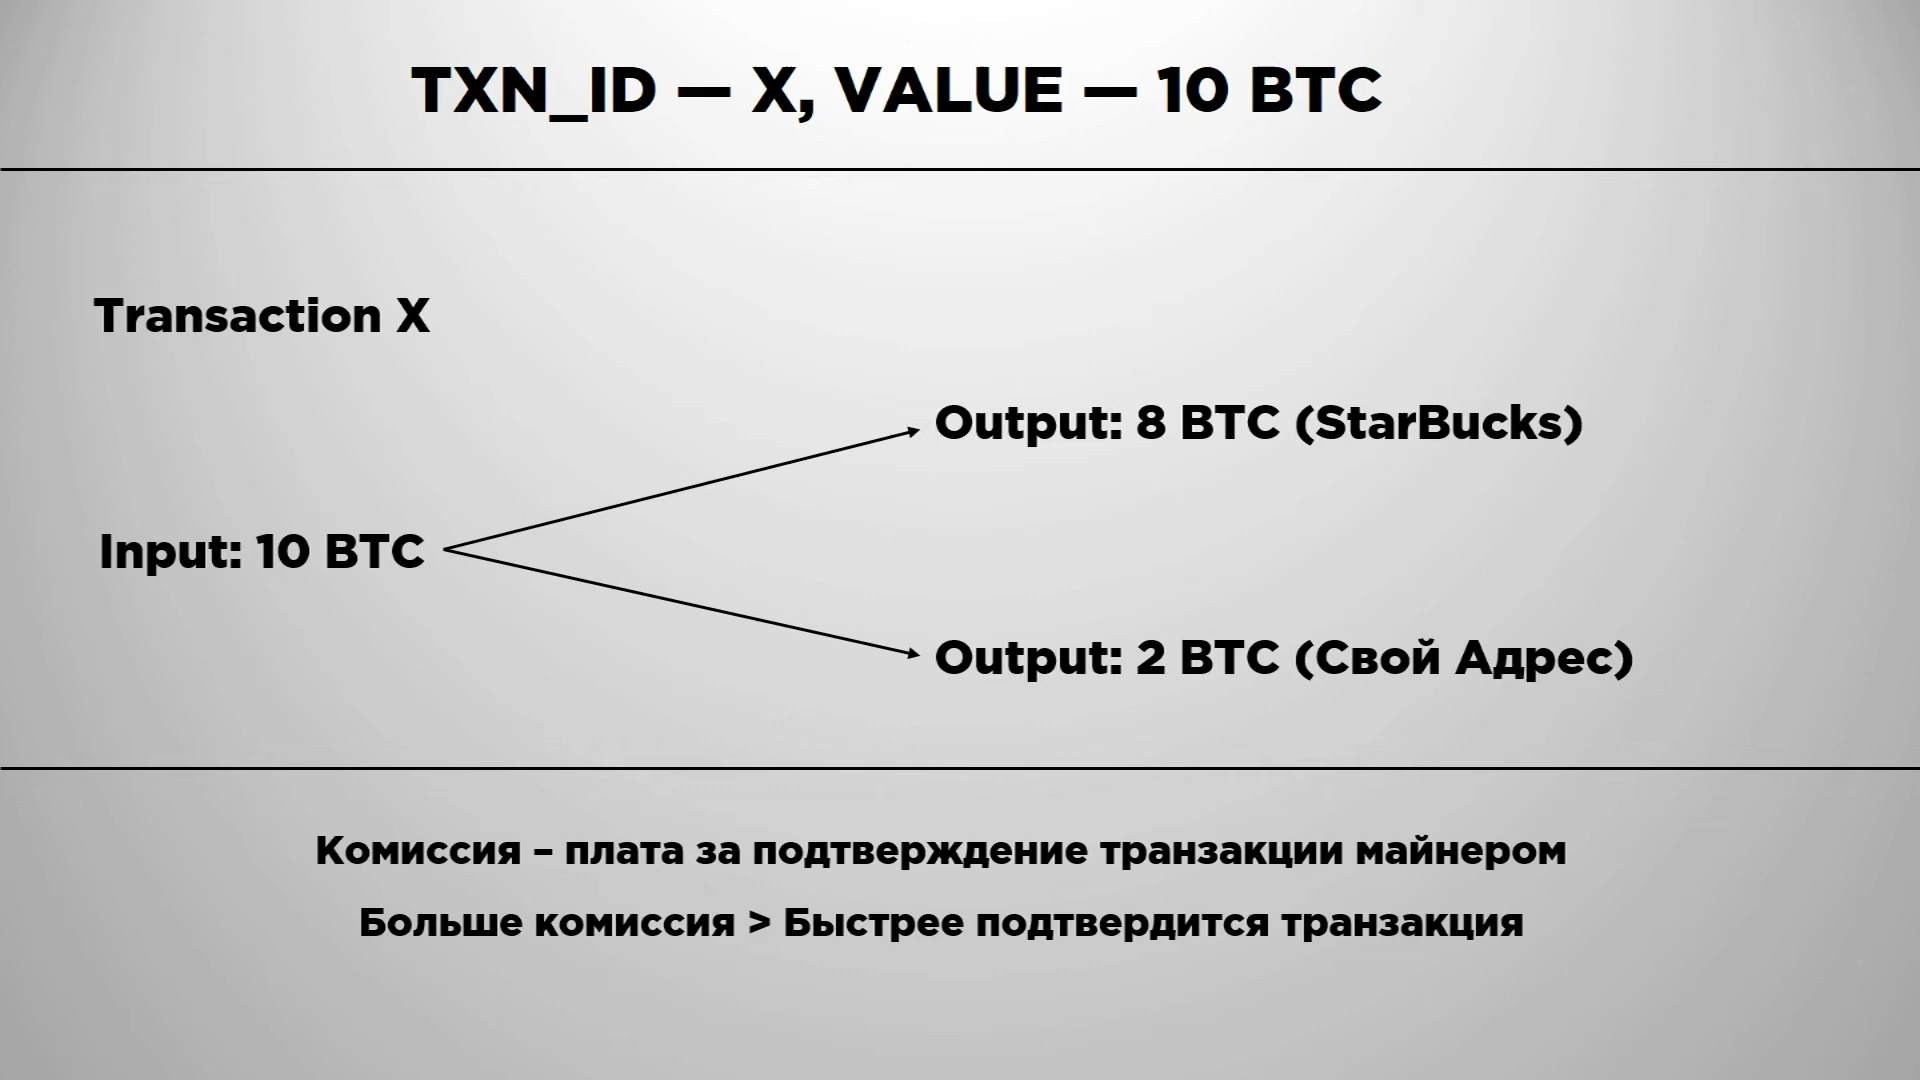 TXN_ID — X, VALUE — 10 BTC
Transaction X
Output: 8 BTC (StarBucks)
Input: 10 BTC
Output: 2 BTC (Свой Адрес)
Комиссия – плата за подтверждение транзакции майнером
Больше комиссия > Быстрее подтвердится транзакция